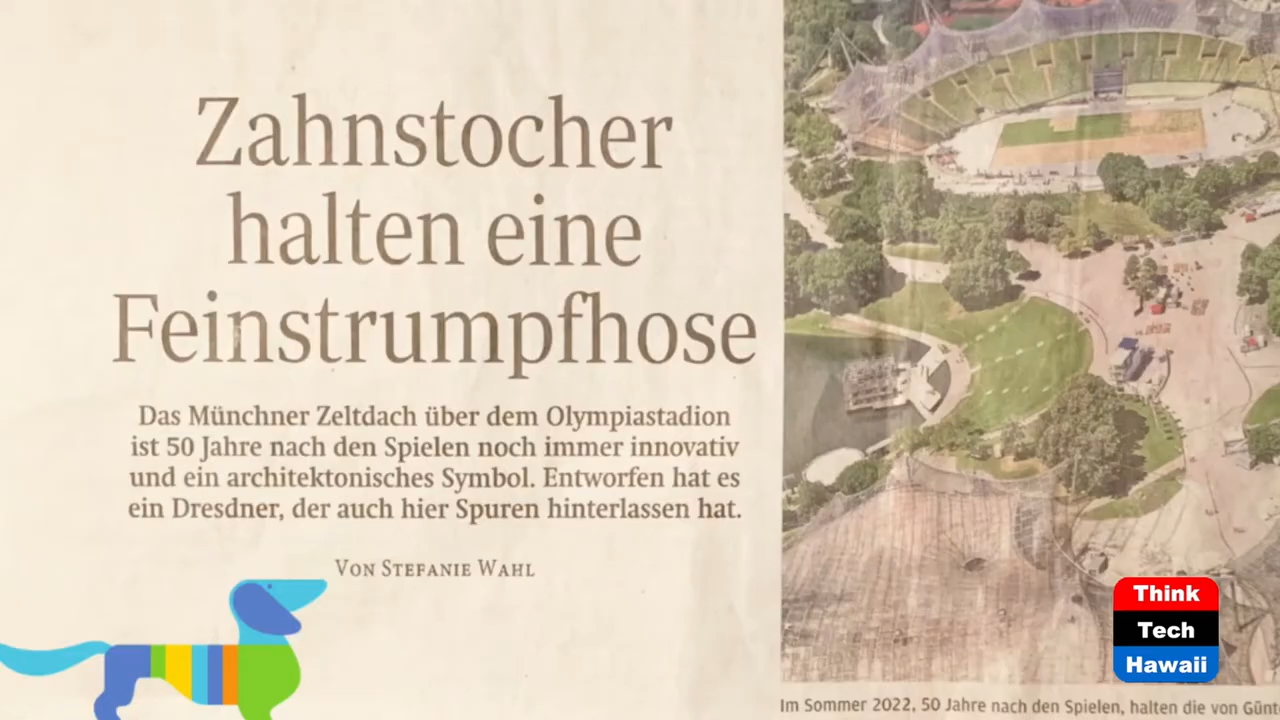 Zahnstocher
halten eine
Feinstrumpfhose
Das Münchner Zeltdach über dem Olympiastadion
ist 50 Jahre nach den Spielen noch immer innovativ
und ein architektonisches Symbol. Entworfen hat es
ein Dresdner, der auch hier Spuren hinterlassen hat.
VON STEFANIE WAHL
Think
Tech
Hawaii
Im Sommer 2022, 50 Jahre nach den Spielen, halten die von Günt